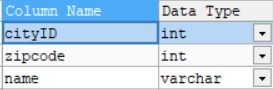 Column Name Data Type
cityID int
zipcode int
name varchar